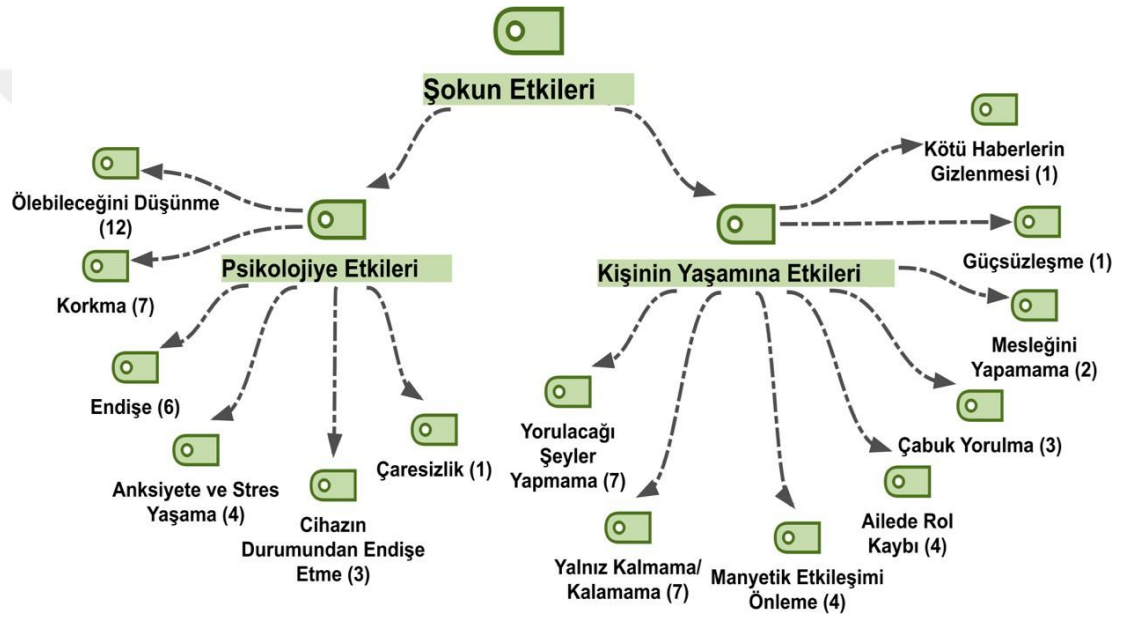 Şokun Etkileri
Psikolojiye Etkileri
Ölebileceğini Düşünme
(12)
Korkma (7)
Endişe (6)
Anksiyete ve Stres
Yaşama (4)
Cihazın
Durumundan Endişe
Etme (3)
Çaresizlik (1)
Kişinin Yaşamına Etkileri
Kötü Haberlerin
Gizlenmesi (1)
Güçsüzleşme (1)
Mesleğini
Yapamama (2)
Çabuk Yorulma (3)
Ailede Rol
Kaybı (4)
Manyetik Etkileşimi
Önleme (4)
Yalnız Kalmama/
Kalamama (7)
Yorulacağı
Şeyler
Yapmama (7)